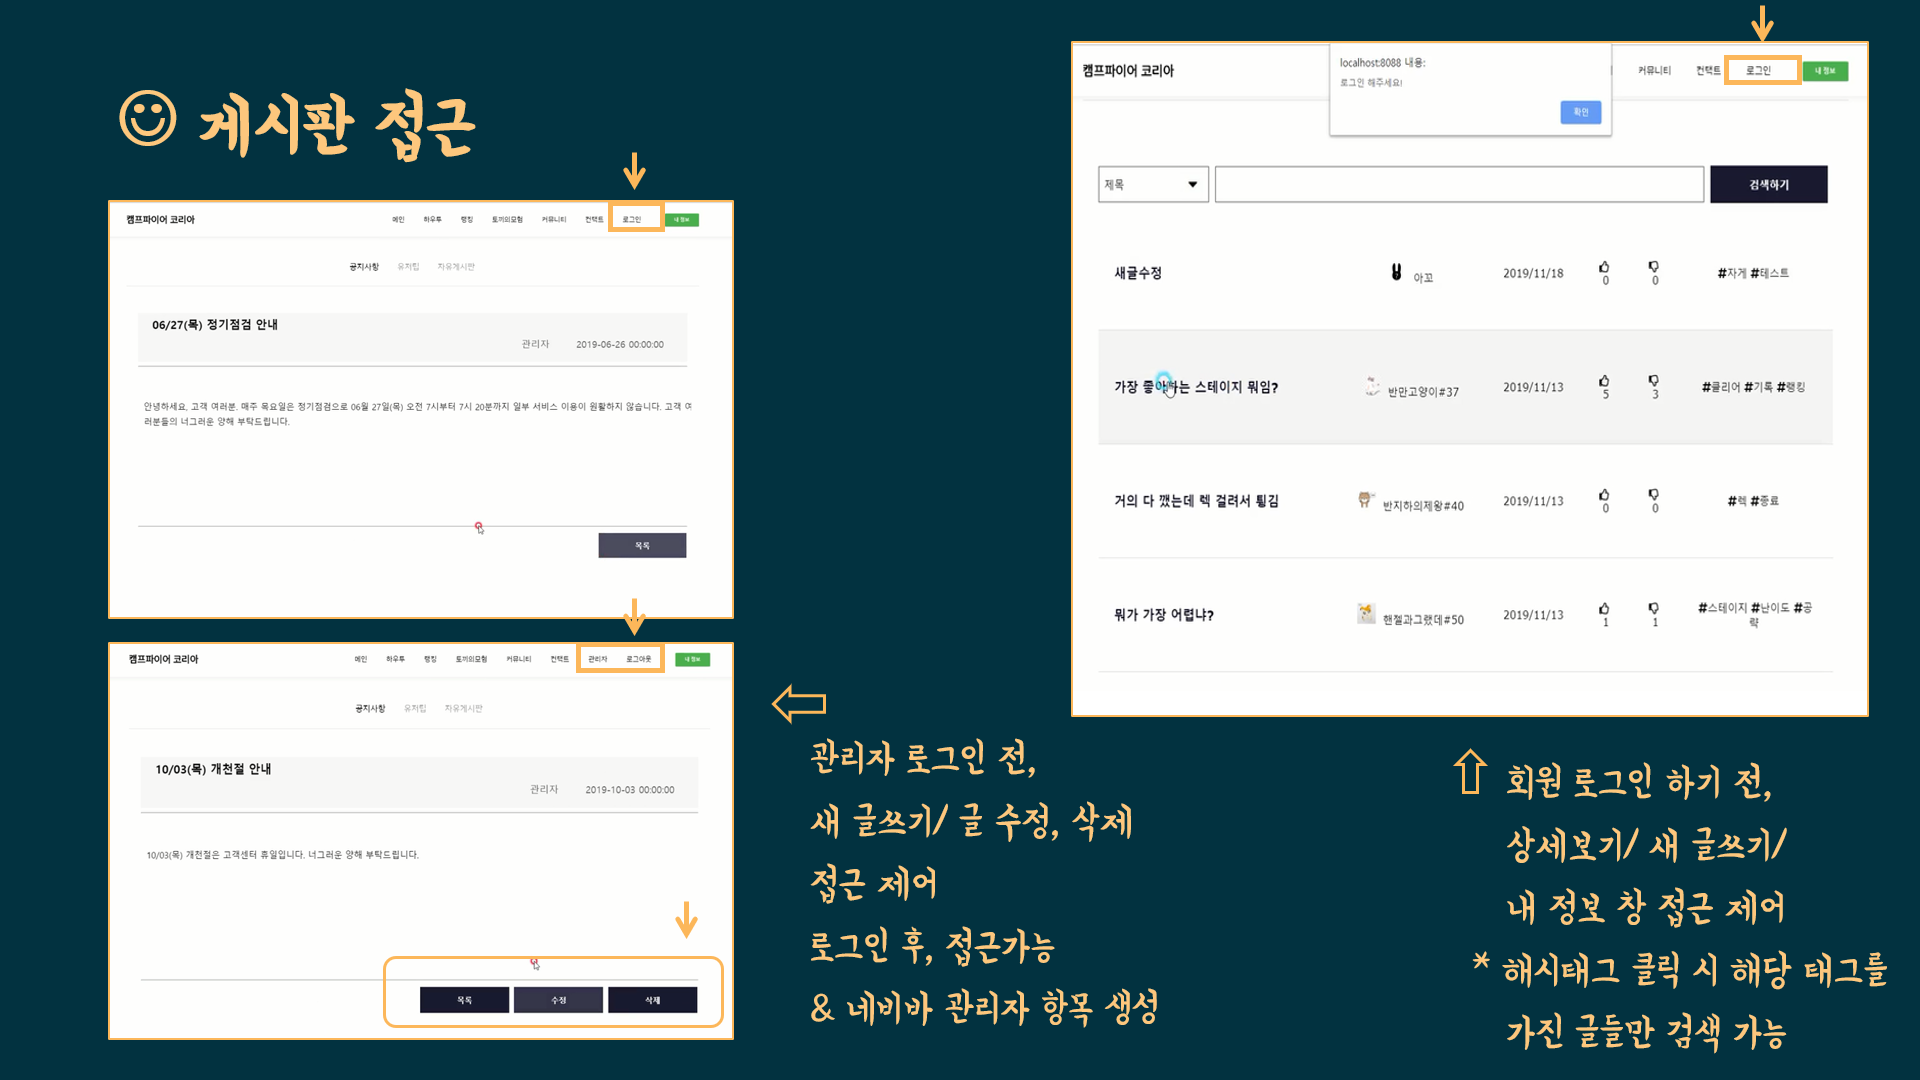 게시판 접근
캠프파이어 코리아
메인 하우투 랭킹 토끼의모험 커뮤니티 컨택트 로그인 내 정보
공지사항 유저팁 자유게시판
06/27(목) 정기점검 안내
관리자 2019-06-26 00:00:00
안녕하세요, 고객 여러분. 매주 목요일은 정기점검으로 06월 27일(목) 오전 7시부터 7시 20분까지 일부 서비스 이용이 원활하지 않습니다. 고객 여
러분들의 너그러운 양해 부탁드립니다.
목록
캠프파이어 코리아
메인 하우투 랭킹 토끼의모험 커뮤니티 컨택트 관리자 로그아웃 내 정보
공지사항 유저팁 자유게시판
10/03(목) 개천절 안내
관리자 2019-10-03 00:00:00
10/03(목) 개천절은 고객센터 휴일입니다. 너그러운 양해 부탁드립니다.
목록 수정 삭제
관리자 로그인 전,
새 글쓰기/ 글 수정, 삭제
접근 제어
로그인 후, 접근가능
& 네비바 관리자 항목 생성
캠프파이어 코리아
커뮤니티 컨택트 로그인 내 정보
localhost:8088 내용:
로그인 해주세요!
확인
제목 검색하기
새글수정 아꼬 2019/11/18 0 0 #자게 #테스트
가장 좋아하는 스테이지 뭐임? 반만고양이#37 2019/11/13 5 3 #클리어 #기록 #랭킹
거의 다 깼는데 렉 걸려서 튕김 반지하의제왕#40 2019/11/13 0 0 #렉 #종료
뭐가 가장 어렵냐? 핸젤과그랬데#50 2019/11/13 1 1 #스테이지 #난이도 #공
략
회원 로그인 하기 전,
상세보기/ 새 글쓰기/
내 정보 창 접근 제어
* 해시태그 클릭 시 해당 태그를
가진 글들만 검색 가능